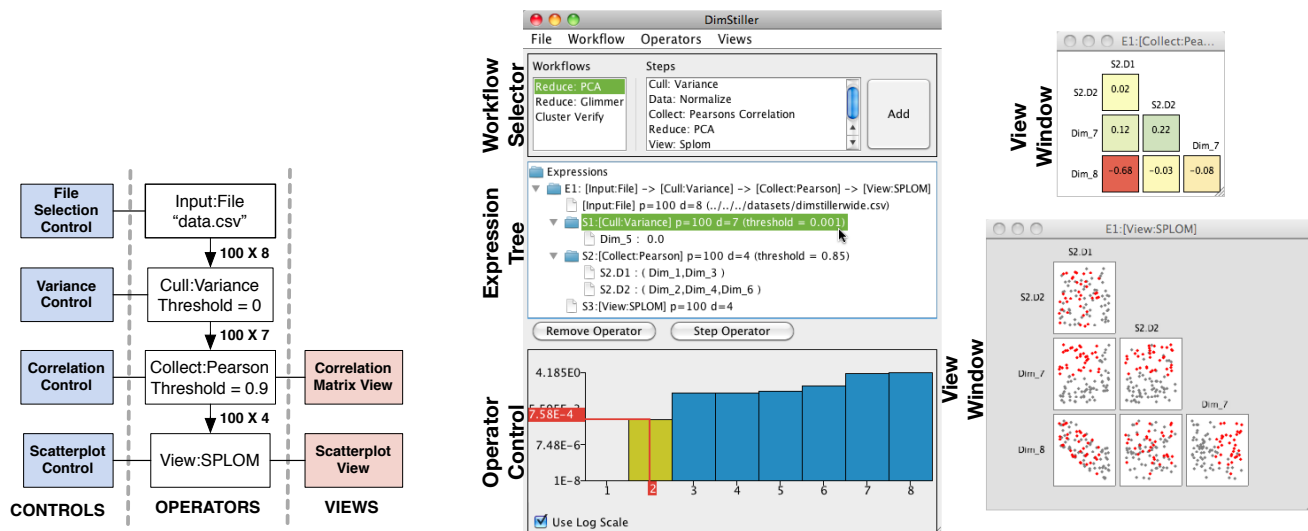 File
Selection
Control
Input:File
“data.csv”
100 X 8
Variance
Control
Cull:Variance
Threshold = 0
100 X 7
Correlation
Control
Collect:Pearson
Threshold = 0.9
Correlation
Matrix View
100 X 4
Scatterplot
Control
View:SPLOM
Scatterplot
View
CONTROLS
OPERATORS
VIEWS
Workflow
Selector
Expression
Tree
Operator
Control
DimStiller
File Workflow Operators Views
Workflows
Reduce: PCA
Reduce: Glimmer
Cluster Verify
Steps
Cull: Variance
Data: Normalize
Collect: Pearsons Correlation
Reduce: PCA
View: Splom
Add
Expressions
E1: [Input:File] -> [Cull:Variance] -> [Collect:Pearson] -> [View:SPLOM]
[Input:File] p=100 d=8 (../../../datasets/dimstillerwide.csv)
S1:[Cull:Variance] p=100 d=7 (threshold = 0.001)
Dim_5 : 0.0
S2:[Collect:Pearson] p=100 d=4 (threshold = 0.85)
S2.D1 : ( Dim_1,Dim_3 )
S2.D2 : ( Dim_2,Dim_4,Dim_6 )
S3:[View:SPLOM] p=100 d=4
Remove Operator Step Operator
4.185E0
7.58E-4
7.48E-6
1E-8
1 2 3 4 5 6 7 8
Use Log Scale
View
Window
E1:[Collect:Pea...
S2.D1
S2.D2 0.02
S2.D2
Dim_7 0.12 0.22
Dim_7
Dim_8 -0.68 -0.03 -0.08
View
Window
E1:[View:SPLOM]
S2.D1
S2.D2
S2.D2
Dim_7
Dim_7
Dim_8